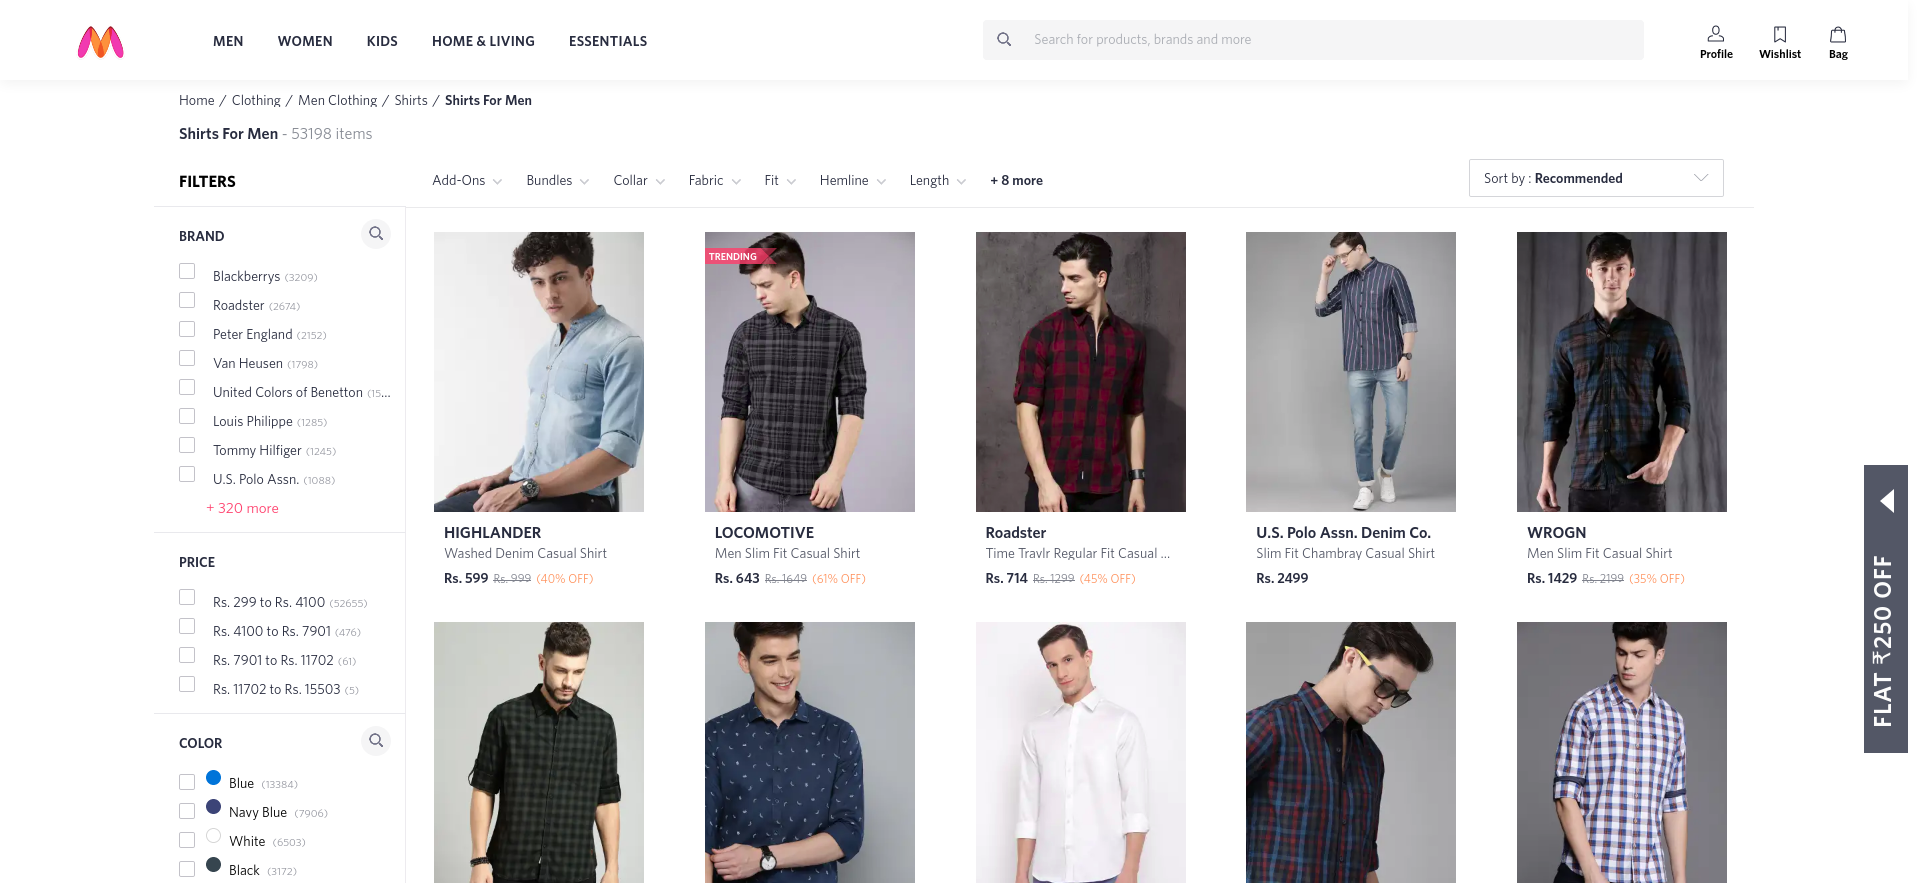 MEN WOMEN KIDS HOME & LIVING ESSENTIALS
Search for products, brands and more
Profile Wishlist Bag
Home / Clothing / Men Clothing / Shirts / Shirts For Men
Shirts For Men - 53198 items
FILTERS
Add-Ons Bundles Collar Fabric Fit Hemline Length + 8 more
Sort by : Recommended
BRAND
Blackberrys (3209)
Roadster (2674)
Peter England (2152)
Van Heusen (1798)
United Colors of Benetton (15...
Louis Philippe (1285)
Tommy Hilfiger (1245)
U.S. Polo Assn. (1088)
+ 320 more
PRICE
Rs. 299 to Rs. 4100 (52655)
Rs. 4100 to Rs. 7901 (476)
Rs. 7901 to Rs. 11702 (61)
Rs. 11702 to Rs. 15503 (5)
COLOR
Blue (13384)
Navy Blue (7906)
White (6503)
Black (3172)
HIGHLANDER
Washed Denim Casual Shirt
Rs. 599 Rs. 999 (40% OFF)
TRENDING
LOCOMOTIVE
Men Slim Fit Casual Shirt
Rs. 643 Rs. 1649 (61% OFF)
Roadster
Time Travlr Regular Fit Casual ...
Rs. 714 Rs. 1299 (45% OFF)
U.S. Polo Assn. Denim Co.
Slim Fit Chambray Casual Shirt
Rs. 2499
WROGN
Men Slim Fit Casual Shirt
Rs. 1429 Rs. 2199 (35% OFF)
FLAT ₹250 OFF